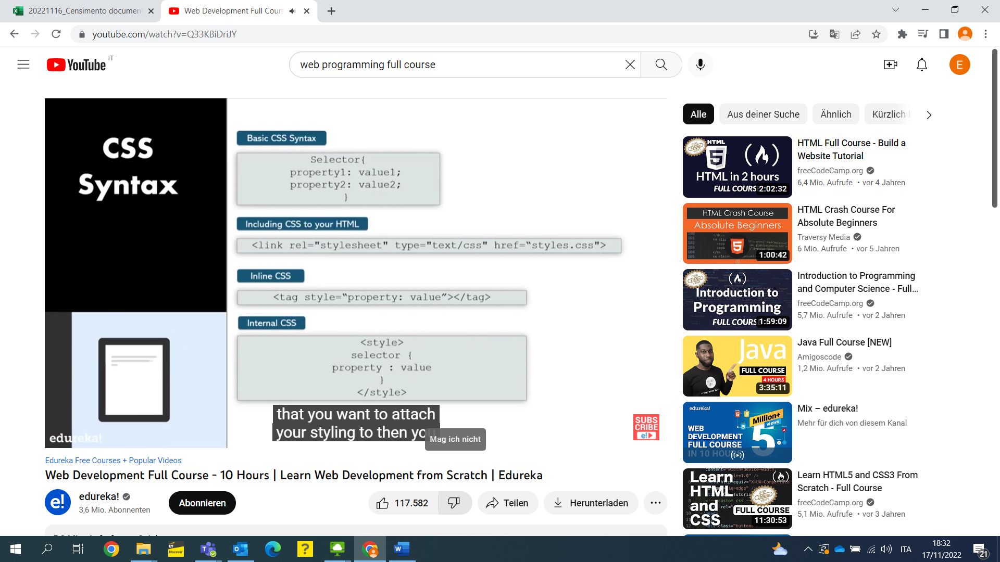 20221116_Censimento document
Web Development Full Cours
youtube.com/watch?v=Q33KBiDriJY
YouTube IT
web programming full course
E
CSS
Syntax
Basic CSS Syntax
Selector{
property1: value1;
property2: value2;
}
Including CSS to your HTML
<link rel="stylesheet" type="text/css" href=“styles.css">
Inline CSS
<tag style=“property: value”></tag>
Internal CSS
<style>
selector {
property : value
}
</style>
that you want to attach
your styling to then you
Mag ich nicht
edureka!
SUBS
CRIBE
e!
Edureka Free Courses + Popular Videos
Web Development Full Course - 10 Hours | Learn Web Development from Scratch | Edureka
e!
edureka!
3,6 Mio. Abonnenten
Abonnieren
117.582
Teilen
Herunterladen
Alle
Aus deiner Suche
Ähnlich
Kürzlich
HTML
5
HTML in 2 hours
FULL COURS
2:02:32
HTML Full Course - Build a
Website Tutorial
freeCodeCamp.org
6,4 Mio. Aufrufe • vor 4 Jahren
HTML Crash Course
Absolute Beginners
5
1:00:42
HTML Crash Course For
Absolute Beginners
Traversy Media
6 Mio. Aufrufe • vor 5 Jahren
Introduction to
Programming
FULL COURS
1:59:09
Introduction to Programming
and Computer Science - Full...
freeCodeCamp.org
5,7 Mio. Aufrufe • vor 2 Jahren
Java
FULL COURSE
4 HOURS
3:35:11
Java Full Course [NEW]
Amigoscode
1,2 Mio. Aufrufe • vor 2 Jahren
edureka!
5 Million+
views
WEB
DEVELOPMENT
FULL COURSE
IN 10 HOURS
Mix – edureka!
Mehr für dich von diesem Kanal
Learn
HTML
and
CSS
FULL COURSE
11:30:53
Learn HTML5 and CSS3 From
Scratch - Full Course
freeCodeCamp.org
5,1 Mio. Aufrufe • vor 3 Jahren
EY
Discover
ITA
18:32
17/11/2022
21